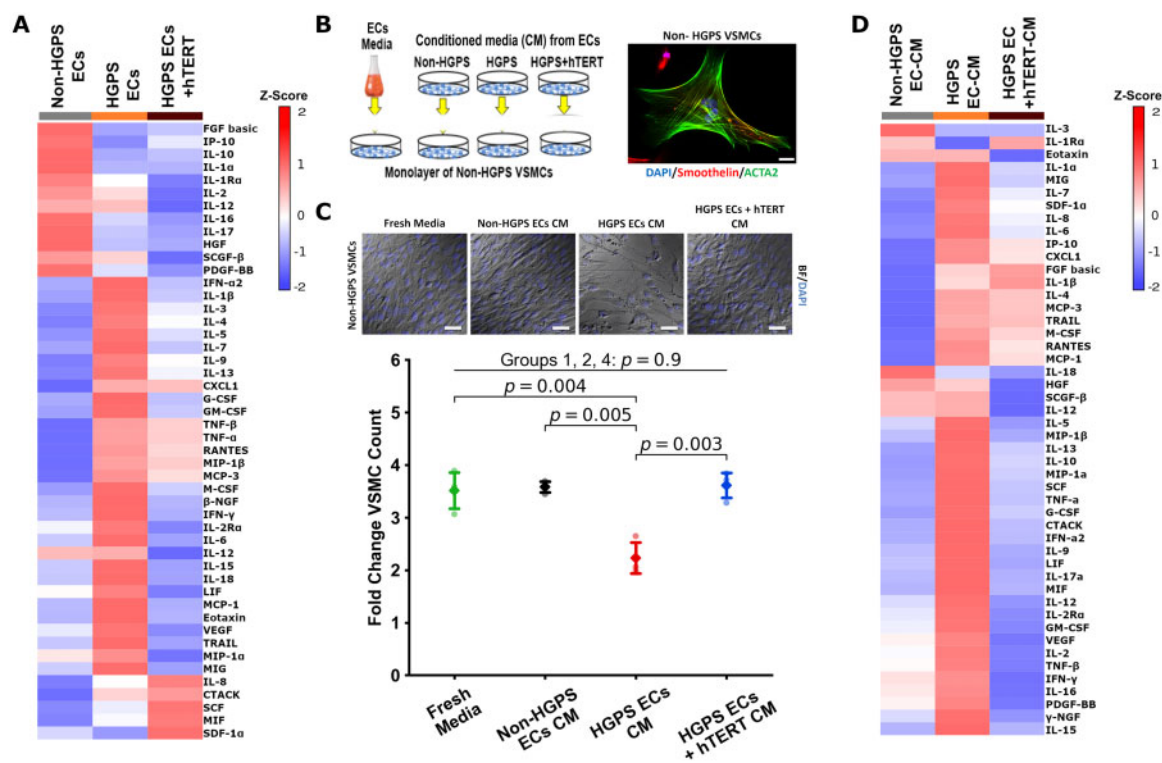 A
Non-HGPS
ECs
HGPS
ECs
HGPS ECs
+hTERT
Z-Score
2
1
0
-1
-2
FGF basic
IP-10
IL-10
IL-1α
IL-1Rα
IL-2
IL-12
IL-16
IL-17
HGF
SCGF-β
PDGF-BB
IFN-α2
IL-1β
IL-3
IL-4
IL-5
IL-7
IL-9
IL-13
CXCL1
G-CSF
GM-CSF
TNF-β
TNF-α
RANTES
MIP-1β
MCP-3
M-CSF
β-NGF
IFN-γ
IL-2Rα
IL-6
IL-12
IL-15
IL-18
LIF
MCP-1
Eotaxin
VEGF
TRAIL
MIP-1α
MIG
IL-8
CTACK
SCF
MIF
SDF-1α
B
ECs
Media
Conditioned media (CM) from ECs
Non-HGPS
HGPS
HGPS+hTERT
Monolayer of Non-HGPS VSMCs
Non- HGPS VSMCs
DAPI/Smoothelin/ACTA2
C
Fresh Media
Non-HGPS ECs CM
HGPS ECs CM
HGPS ECs + hTERT
CM
Non-HGPS VSMCs
BF/DAPI
Fold Change VSMC Count
6
5
4
3
2
1
0
Groups 1, 2, 4: p = 0.9
p = 0.004
p = 0.005
p = 0.003
Fresh
Media
Non-HGPS
ECs CM
HGPS ECs
CM
HGPS ECs
+ hTERT CM
D
Non-HGPS
EC-CM
HGPS
EC-CM
HGPS EC
+hTERT-CM
Z-Score
2
1
0
-1
-2
IL-3
IL-1Rα
Eotaxin
IL-1α
MIG
IL-7
SDF-1α
IL-8
IL-6
IP-10
CXCL1
FGF basic
IL-1β
IL-4
MCP-3
TRAIL
M-CSF
RANTES
MCP-1
IL-18
HGF
SCGF-β
IL-12
IL-5
MIP-1β
IL-13
IL-10
MIP-1a
SCF
TNF-a
G-CSF
CTACK
IFN-a2
IL-9
LIF
IL-17a
MIF
IL-12
IL-2Rα
GM-CSF
VEGF
IL-2
TNF-β
IFN-γ
IL-16
PDGF-BB
γ-NGF
IL-15